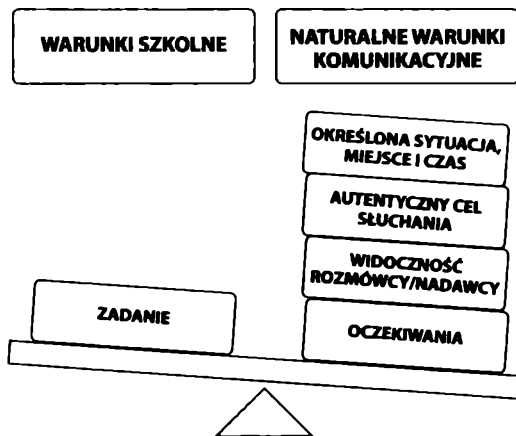 WARUNKI SZKOLNE
NATURALNE WARUNKI
KOMUNIKACYJNE
OKREŚLONA SYTUACJA,
MIEJSCE I CZAS
AUTENTYCZNY CEL
SŁUCHANIA
WIDOCZNOŚĆ
ROZMÓWCY/NADAWCY
ZADANIE
OCZEKIWANIA